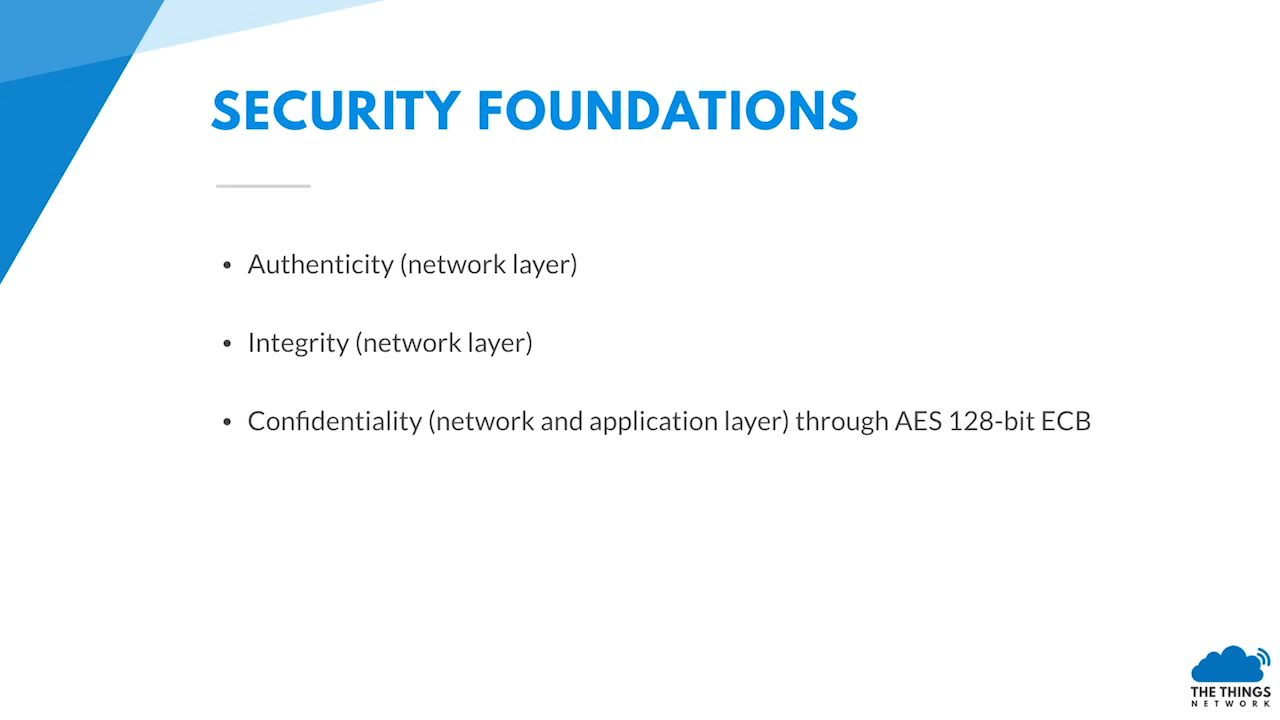 SECURITY FOUNDATIONS
• Authenticity (network layer)
• Integrity (network layer)
• Confidentiality (network and application layer) through AES 128-bit ECB
THE THINGS
NETWORK